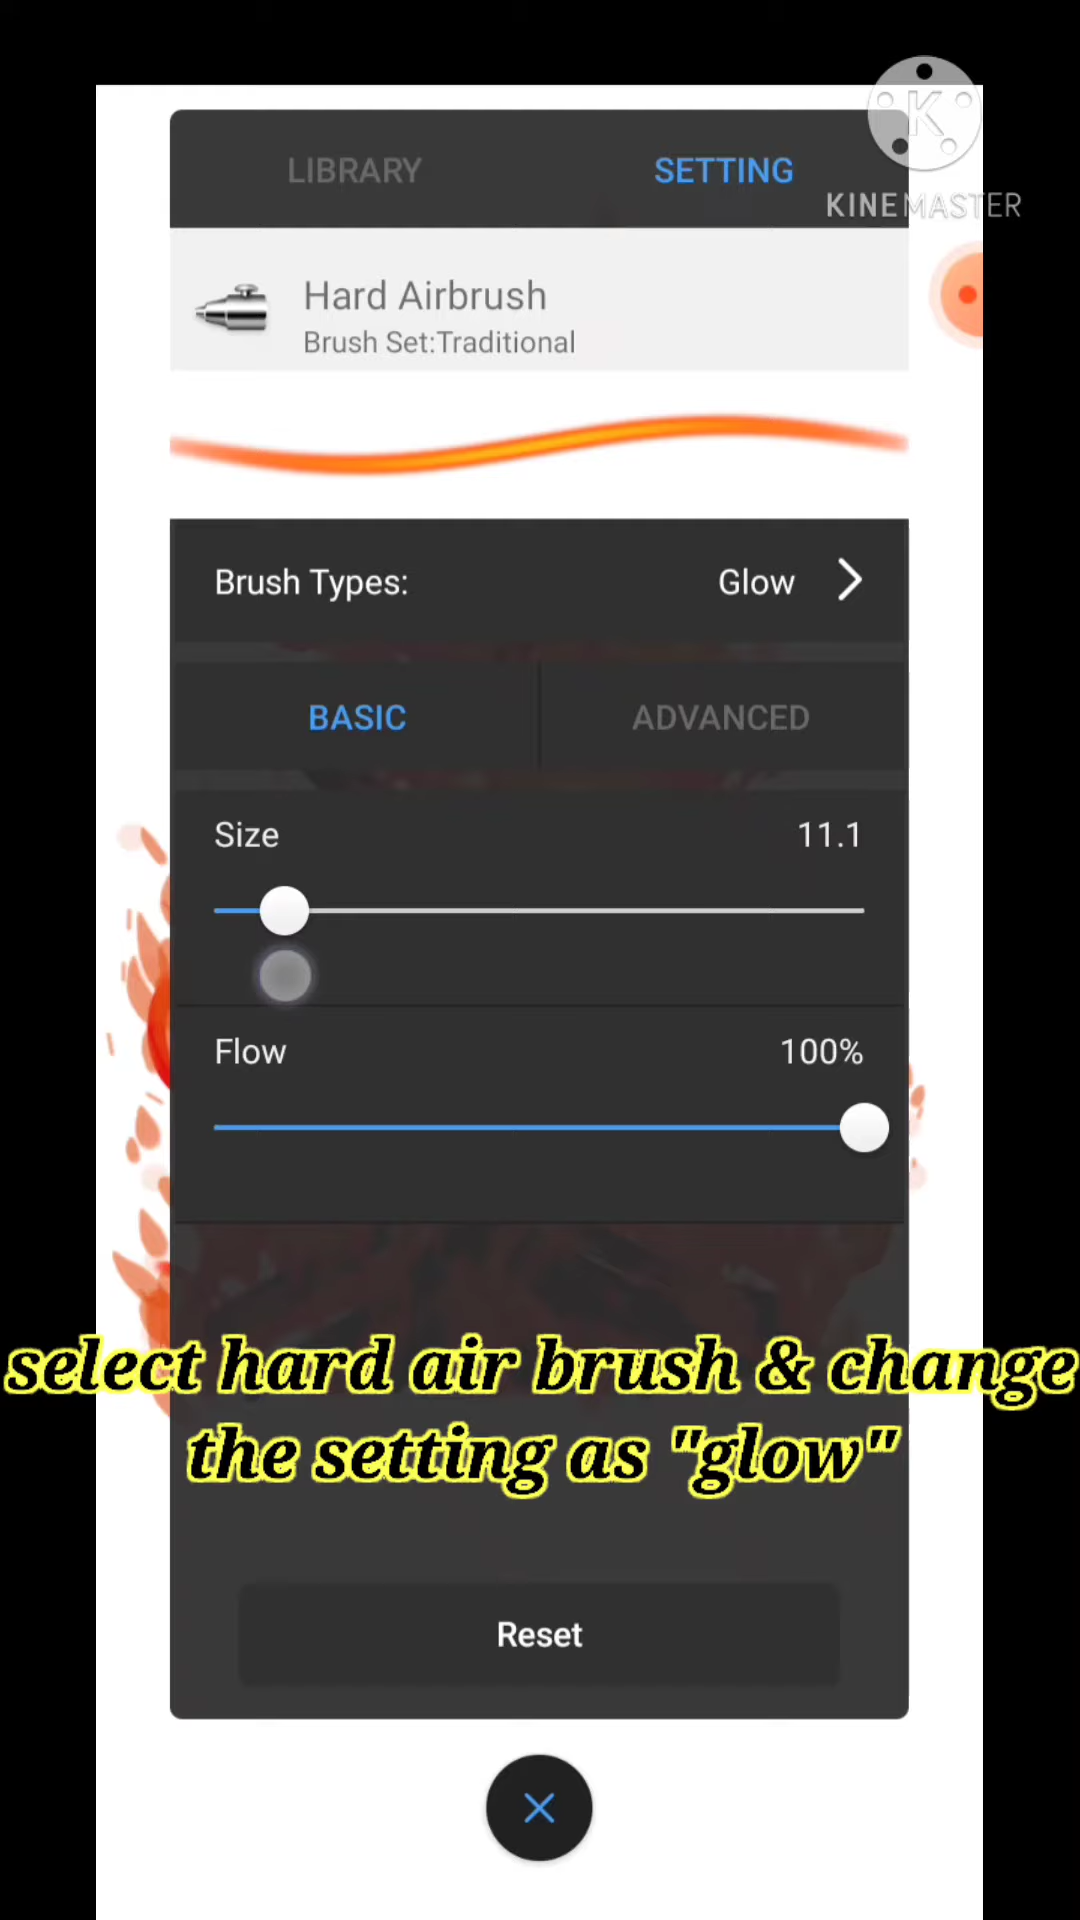 LIBRARY SETTING
KINEMASTER
Hard Airbrush
Brush Set:Traditional
Brush Types: Glow
BASIC ADVANCED
Size 11.1
Flow 100%
select hard air brush & change
the setting as "glow"
Reset